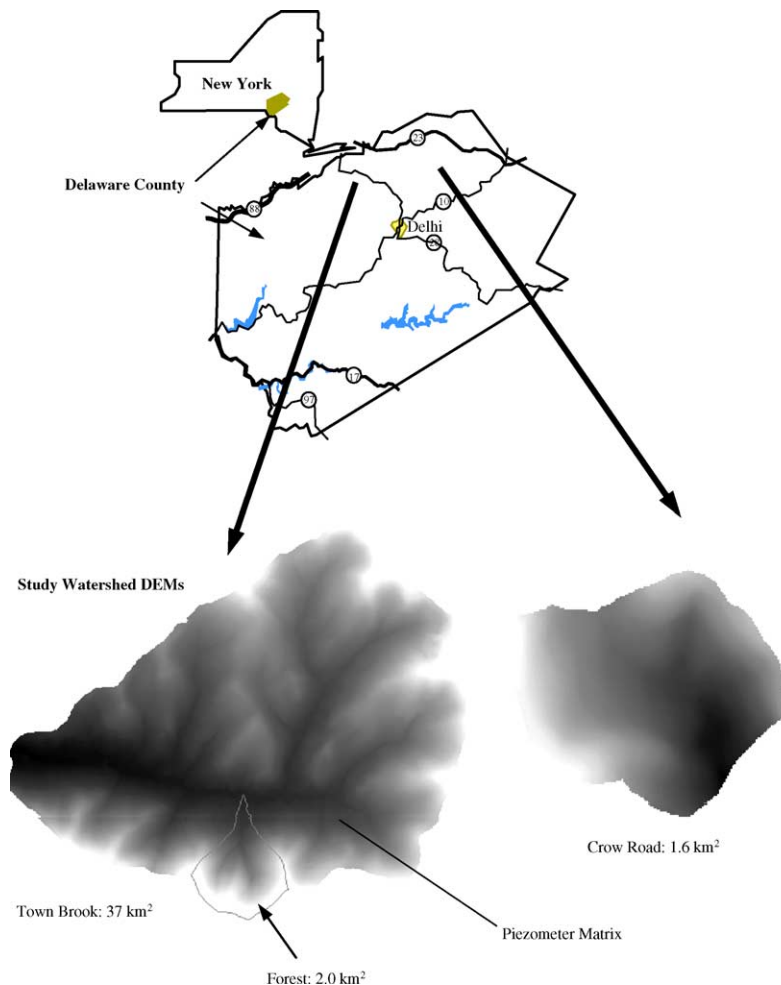 New York
23
Delaware County
88
10
Delhi
28
17
97
Study Watershed DEMs
Crow Road: 1.6 km²
Town Brook: 37 km²
Piezometer Matrix
Forest: 2.0 km²